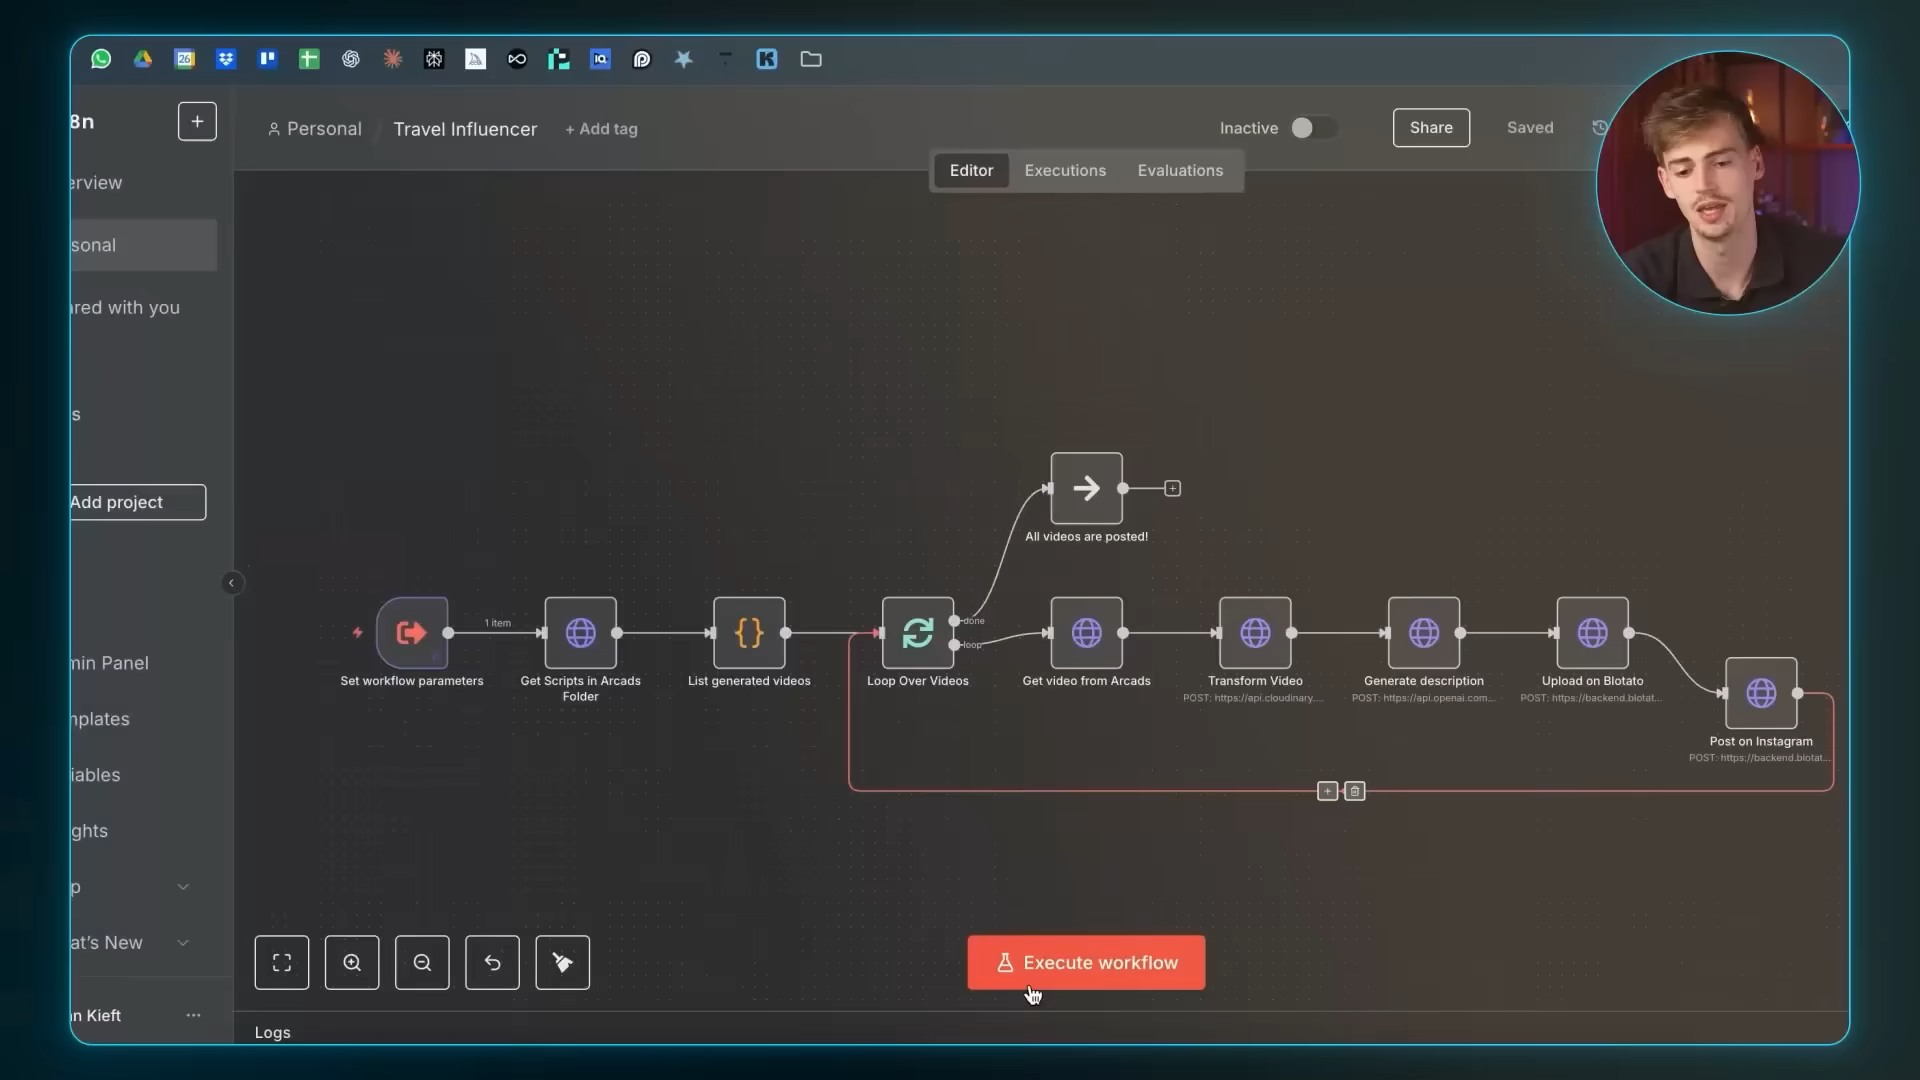 26
IQ
8n
Personal
Travel Influencer
+ Add tag
Inactive
Share
Saved
Editor
Executions
Evaluations
erview
sonal
ared with you
s
Add project
min Panel
mplates
iables
ights
p
at's New
n Kieft
1 item
done
loop
All videos are posted!
Set workflow parameters
Get Scripts in Arcads
Folder
List generated videos
Loop Over Videos
Get video from Arcads
Transform Video
POST: https://api.cloudinary....
Generate description
POST: https://api.openai.com...
Upload on Blotato
POST: https://backend.blotat...
Post on Instagram
POST: https://backend.blotat...
Execute workflow
Logs